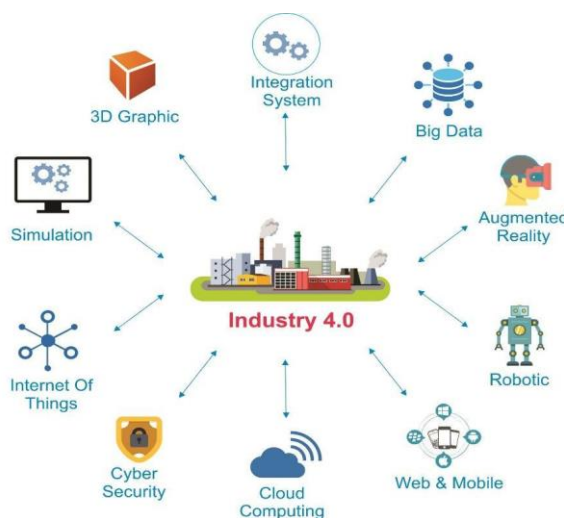 Integration
System
3D Graphic
Big Data
Simulation
Augmented
Reality
Industry 4.0
Internet Of
Things
Robotic
Cyber
Security
Cloud
Computing
Web & Mobile